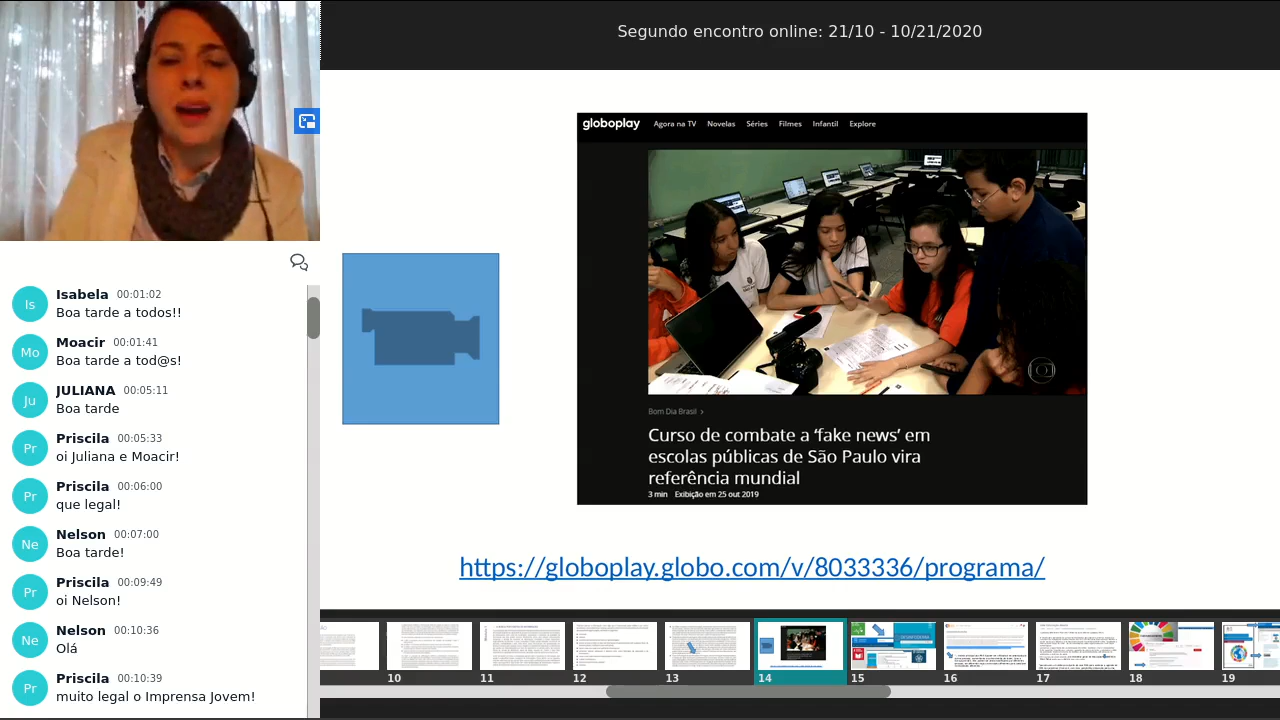 Segundo encontro online: 21/10 - 10/21/2020
globoplay Agora na TV Novelas Séries Filmes Infantil Explore
Bom Dia Brasil >
Curso de combate a ‘fake news’ em
escolas públicas de São Paulo vira
referência mundial
3 min Exibição em 25 out 2019
https://globoplay.globo.com/v/8033336/programa/
Is
Isabela 00:01:02
Boa tarde a todos!!
Mo
Moacir 00:01:41
Boa tarde a tod@s!
Ju
JULIANA 00:05:11
Boa tarde
Pr
Priscila 00:05:33
oi Juliana e Moacir!
Pr
Priscila 00:06:00
que legal!
Ne
Nelson 00:07:00
Boa tarde!
Pr
Priscila 00:09:49
oi Nelson!
Ne
Nelson 00:10:36
Olá
Pr
Priscila 00:10:39
muito legal o Imprensa Jovem!
10 11 12 13 14 15 16 17 18 19